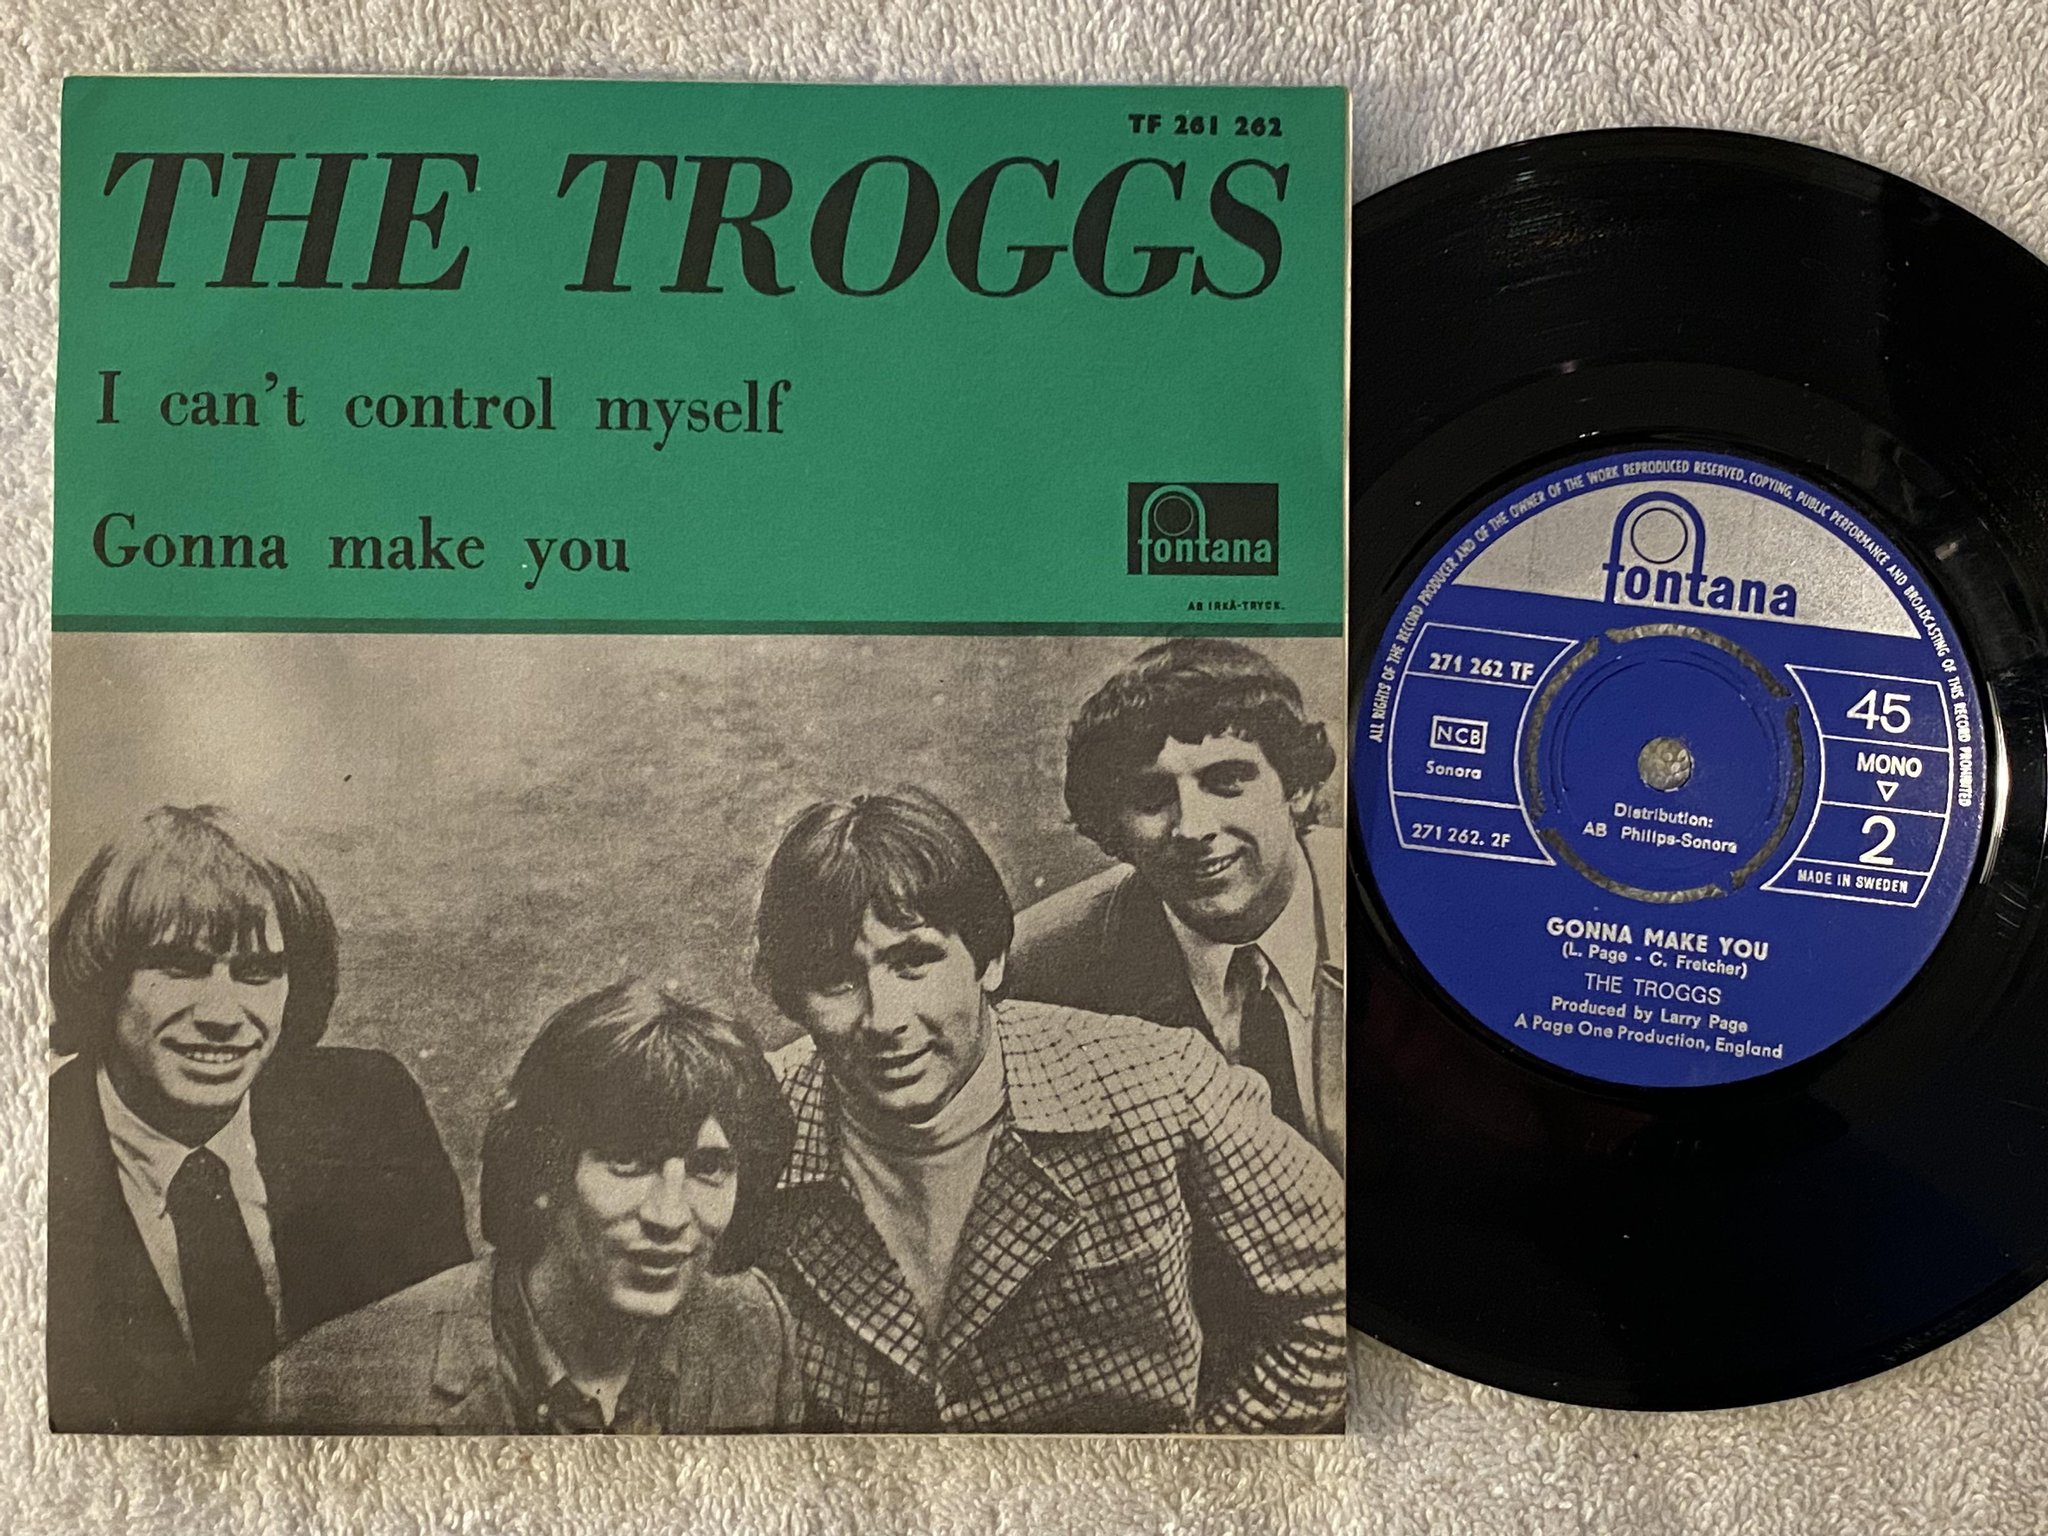 TF 261 262
THE TROGGS
I can't control myself
Gonna make you
fontana
AB IRKÅ-TRYCK.
ALL RIGHTS OF THE RECORD PRODUCER AND OF THE OWNER OF THE WORK REPRODUCED RESERVED. COPYING, PUBLIC PERFORMANCE AND BROADCASTING OF THIS RECORD PROHIBITED
fontana
271 262 TF
NCB
Sonora
271 262. 2F
45
MONO
2
MADE IN SWEDEN
Distribution:
AB Philips-Sonora
GONNA MAKE YOU
(L. Page - C. Fretcher)
THE TROGGS
Produced by Larry Page
A Page One Production, England